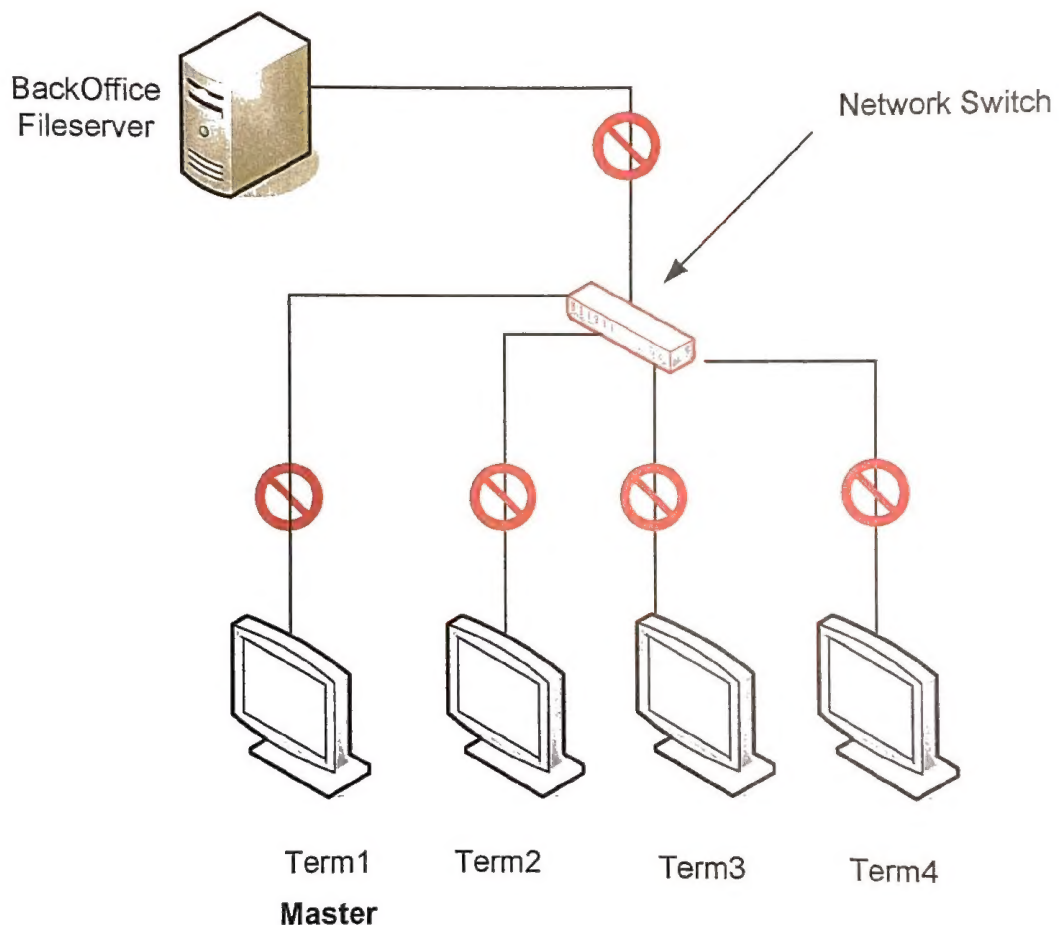 BackOffice
Fileserver
Network Switch
Term1
Master
Term2
Term3
Term4